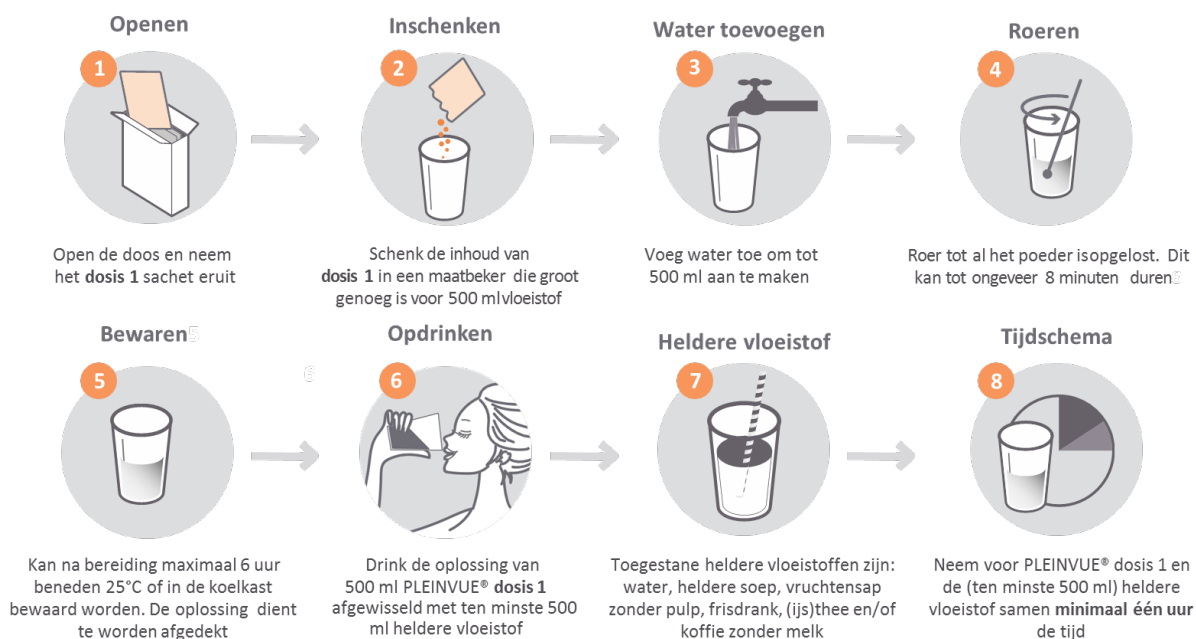 Openen
1
Open de doos en neem
het dosis 1 sachet eruit
Inschenken
2
Schenk de inhoud van
dosis 1 in een maatbeker die groot
genoeg is voor 500 ml vloeistof
Water toevoegen
3
Voeg water toe om tot
500 ml aan te maken
Roeren
4
Roer tot al het poeder isopgelost. Dit
kan tot ongeveer 8 minuten duren
Bewaren5
5
Kan na bereiding maximaal 6 uur
beneden 25°C of in de koelkast
bewaard worden. De oplossing dient
te worden afgedekt
6
Opdrinken
6
Drink de oplossing van
500 ml PLEINVUE® dosis 1
afgewisseld met ten minste 500
ml heldere vloeistof
Heldere vloeistof
7
Toegestane heldere vloeistoffen zijn:
water, heldere soep, vruchtensap
zonder pulp, frisdrank, (ijs)thee en/of
koffie zonder melk
Tijdschema
8
Neem voor PLEINVUE® dosis 1 en
de (ten minste 500 ml) heldere
vloeistof samen minimaal één uur
de tijd